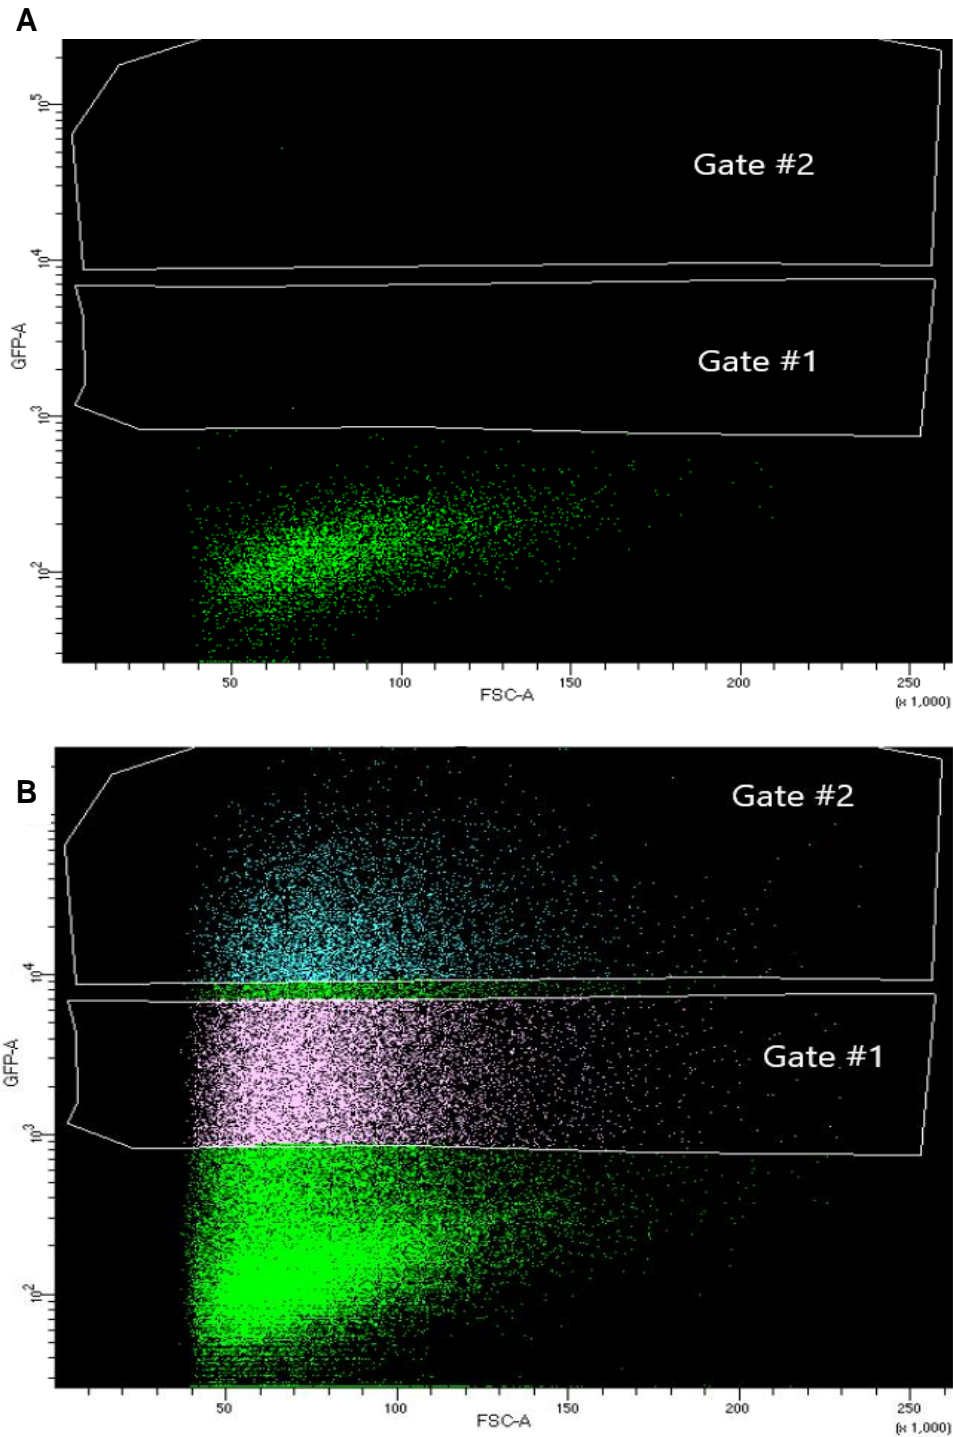 A
10^5
Gate #2
10^4
Gate #1
GFP-A
10^3
10^2
50 100 150 200 250
FSC-A
(x 1,000)
B
Gate #2
10^4
Gate #1
GFP-A
10^3
10^2
50 100 150 200 250
FSC-A
(x 1,000)